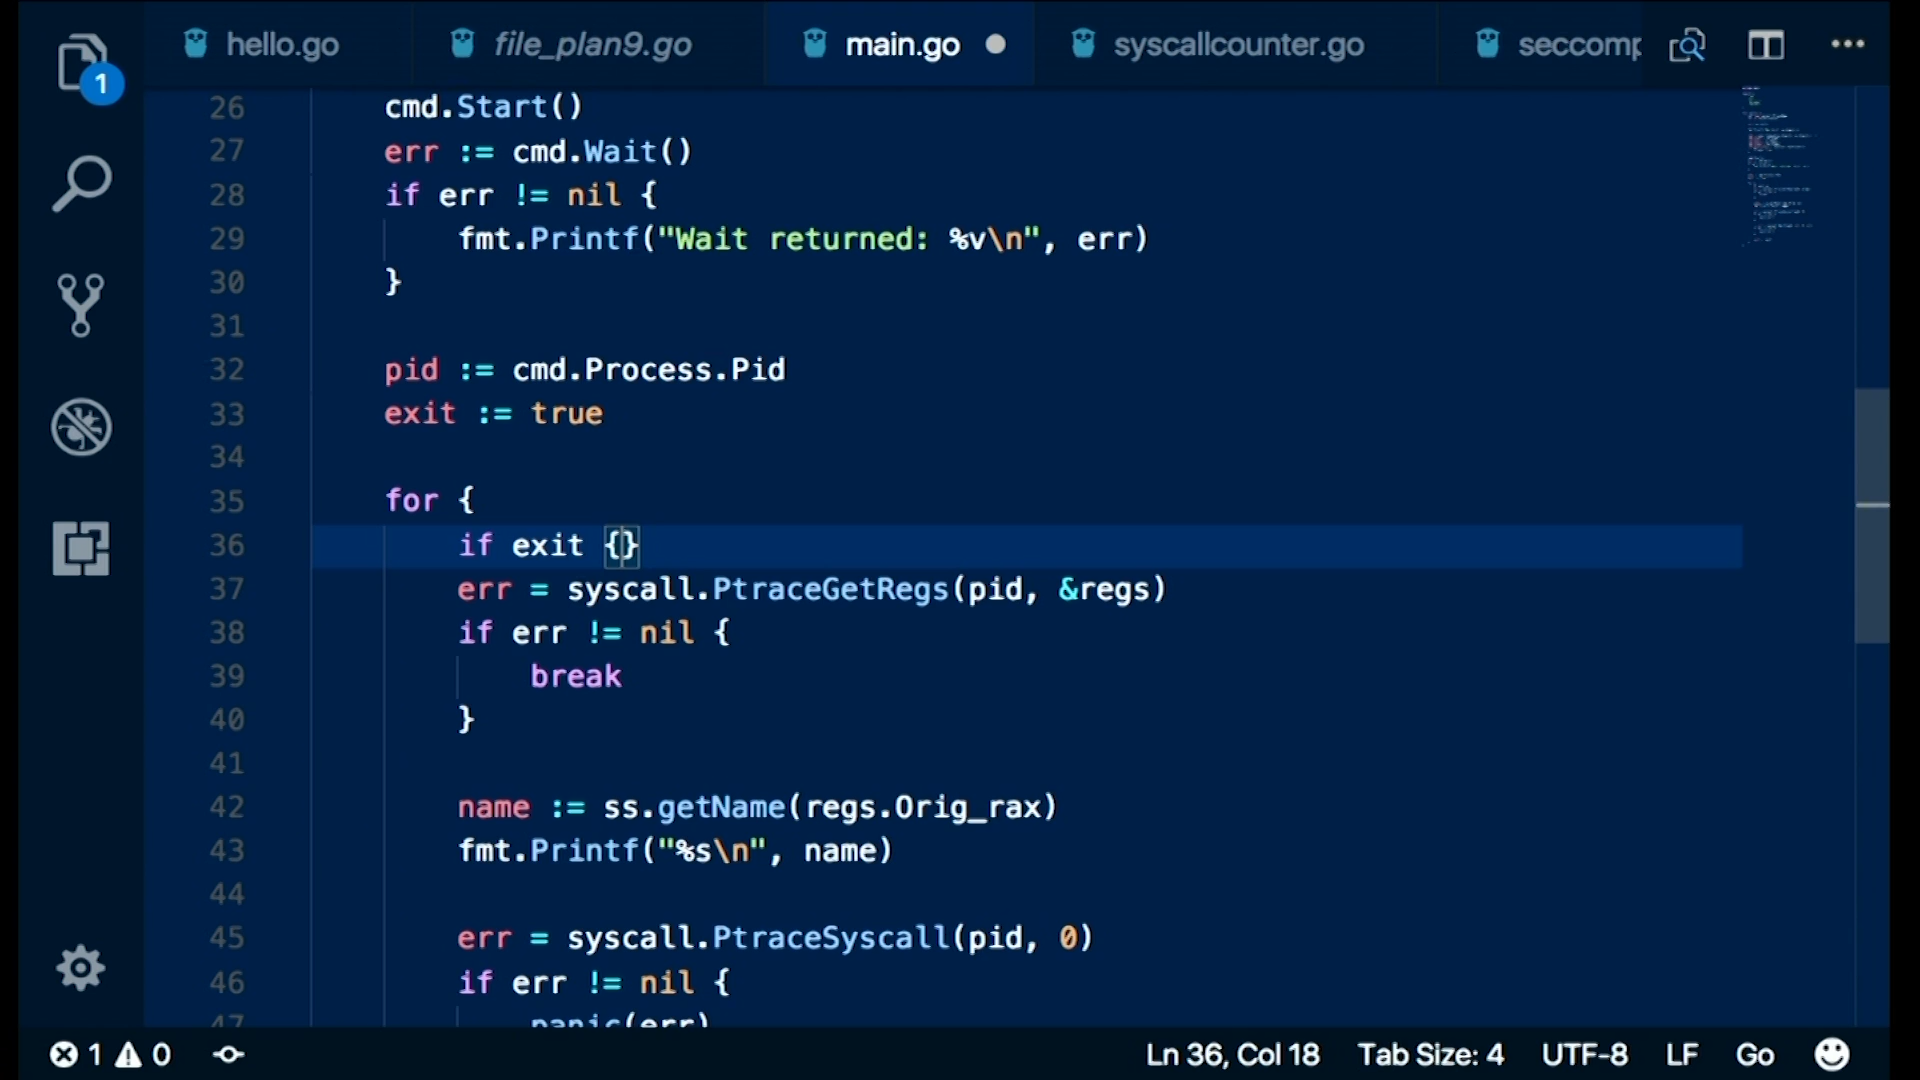 hello.go file_plan9.go main.go syscallcounter.go seccomp
1
26 cmd.Start()
27 err := cmd.Wait()
28 if err != nil {
29 fmt.Printf("Wait returned: %v\n", err)
30 }
31
32 pid := cmd.Process.Pid
33 exit := true
34
35 for {
36 if exit {}
37 err = syscall.PtraceGetRegs(pid, &regs)
38 if err != nil {
39 break
40 }
41
42 name := ss.getName(regs.Orig_rax)
43 fmt.Printf("%s\n", name)
44
45 err = syscall.PtraceSyscall(pid, 0)
46 if err != nil {
47 panic(err)
1 0 Ln 36, Col 18 Tab Size: 4 UTF-8 LF Go